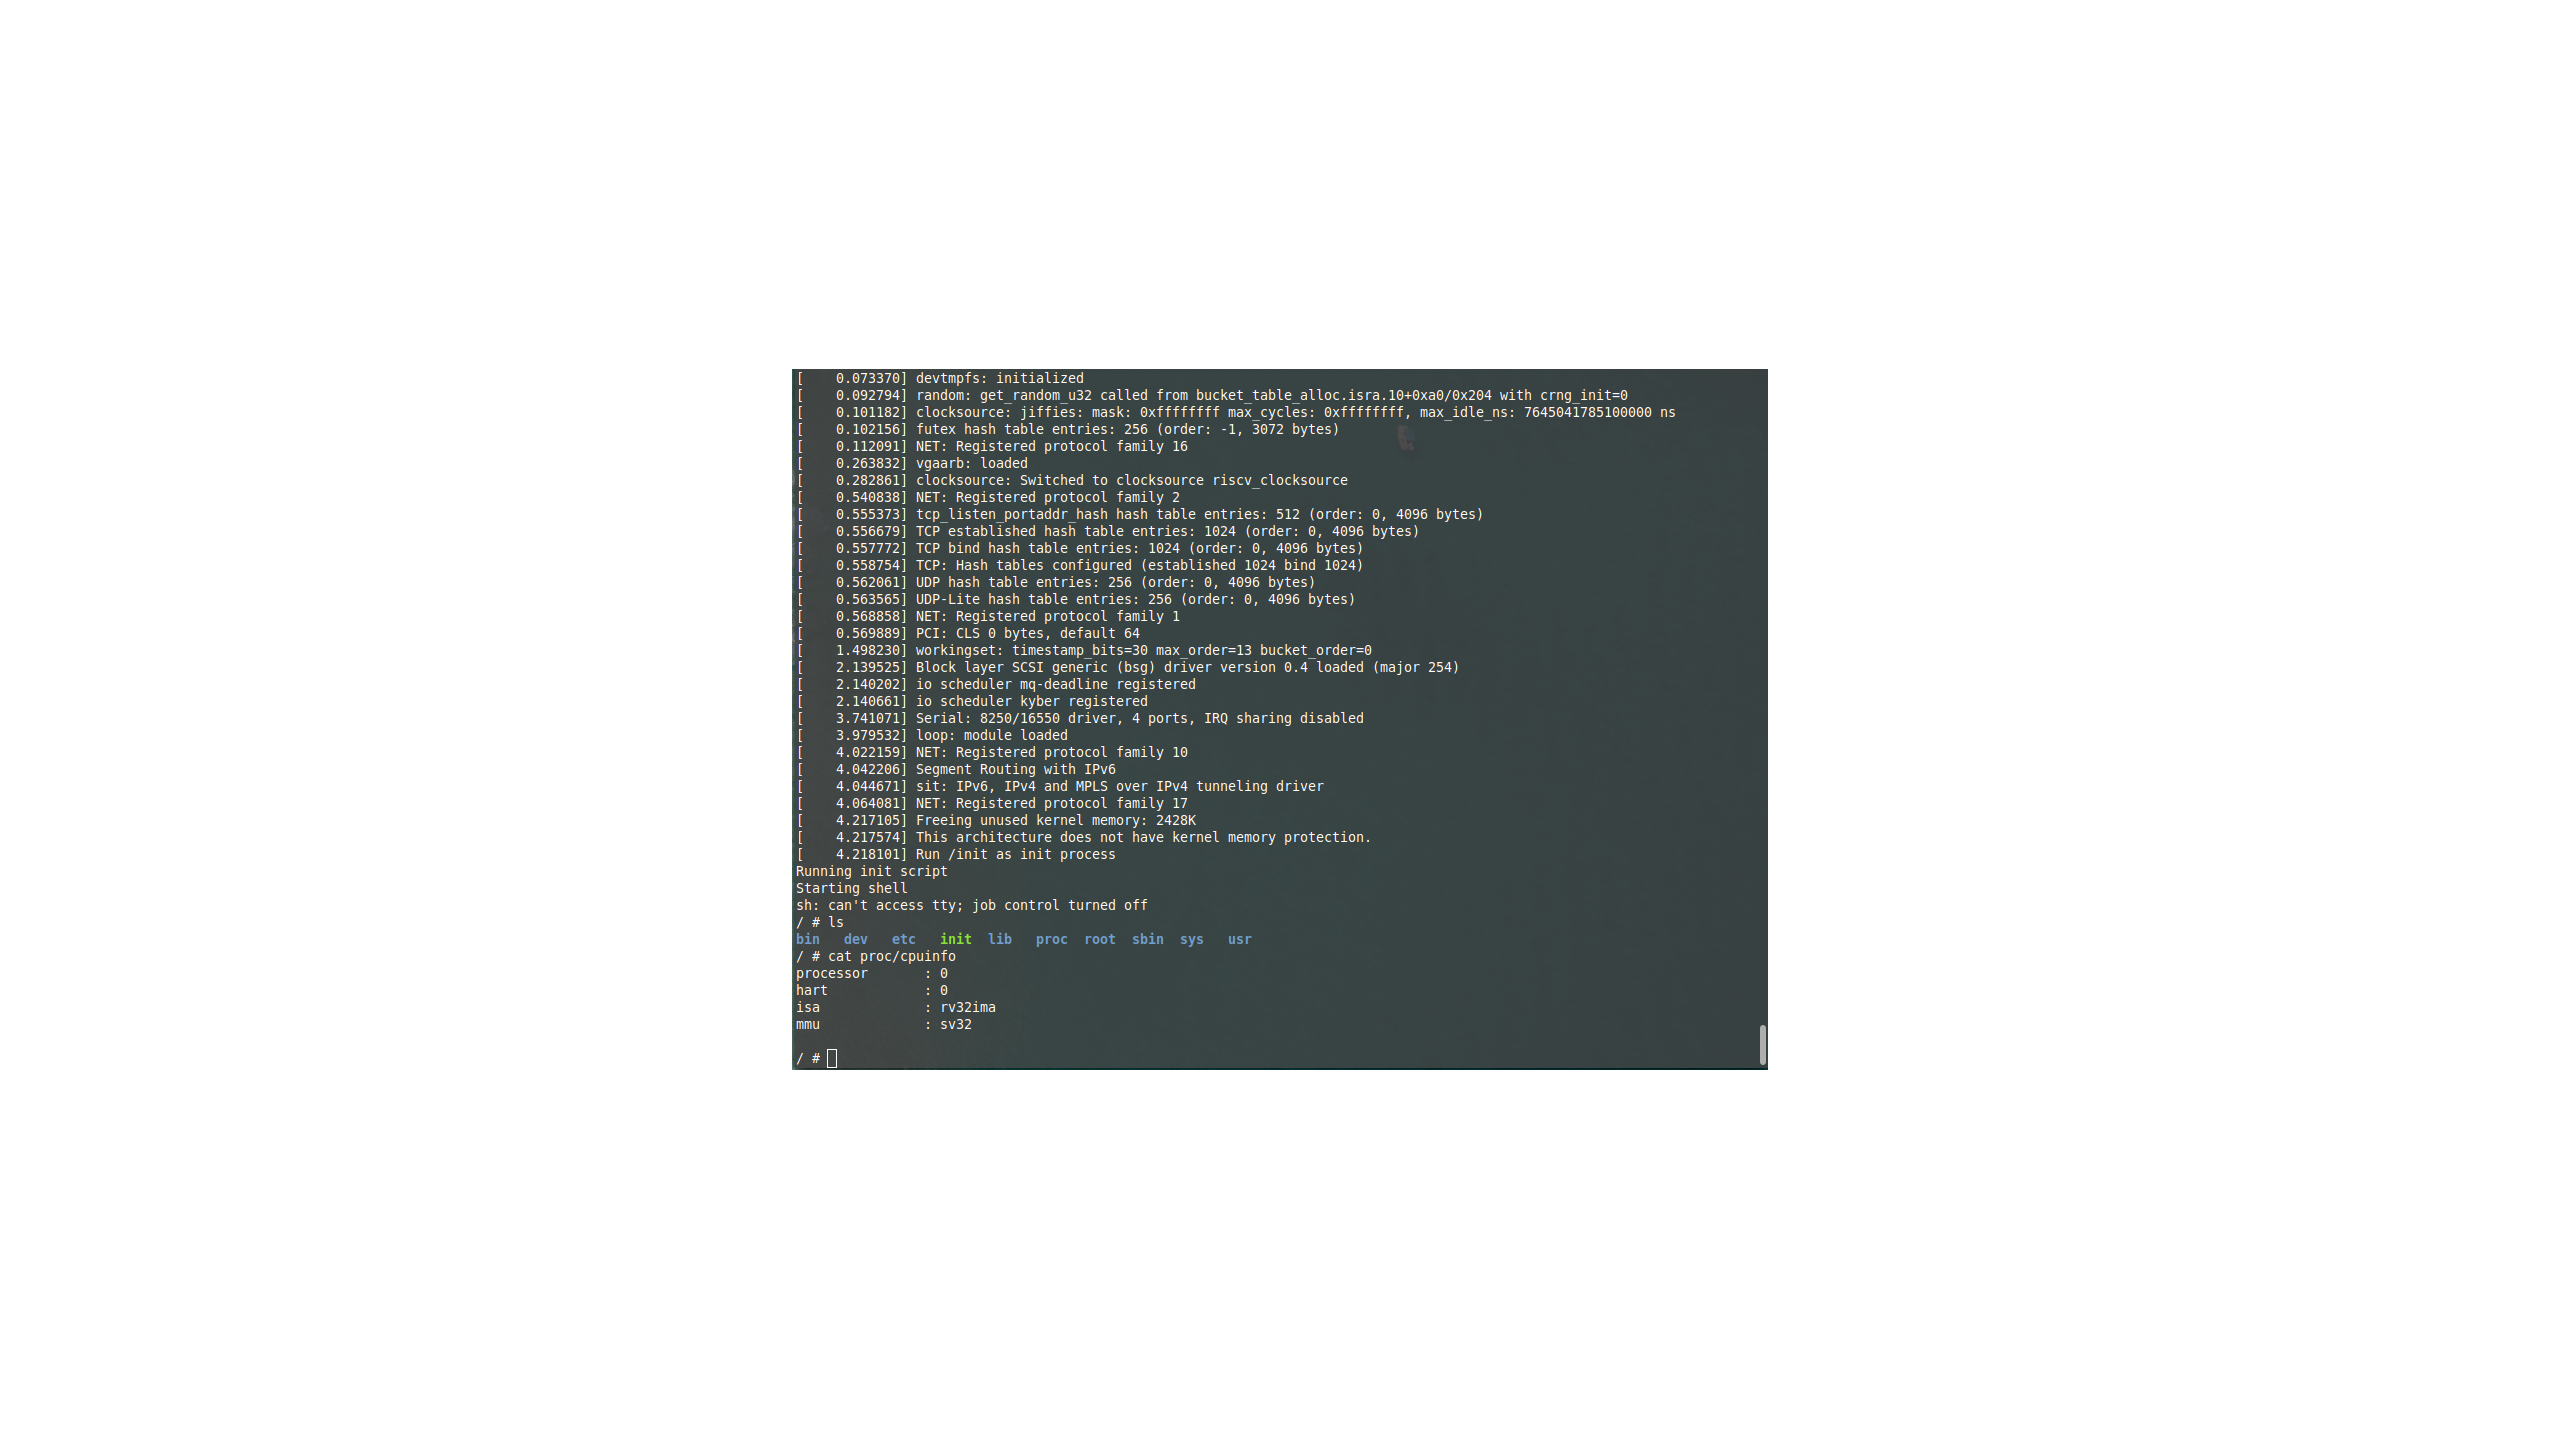 [    0.073370] devtmpfs: initialized
[    0.092794] random: get_random_u32 called from bucket_table_alloc.isra.10+0xa0/0x204 with crng_init=0
[    0.101182] clocksource: jiffies: mask: 0xffffffff max_cycles: 0xffffffff, max_idle_ns: 7645041785100000 ns
[    0.102156] futex hash table entries: 256 (order: -1, 3072 bytes)
[    0.112091] NET: Registered protocol family 16
[    0.263832] vgaarb: loaded
[    0.282861] clocksource: Switched to clocksource riscv_clocksource
[    0.540838] NET: Registered protocol family 2
[    0.555373] tcp_listen_portaddr_hash hash table entries: 512 (order: 0, 4096 bytes)
[    0.556679] TCP established hash table entries: 1024 (order: 0, 4096 bytes)
[    0.557772] TCP bind hash table entries: 1024 (order: 0, 4096 bytes)
[    0.558754] TCP: Hash tables configured (established 1024 bind 1024)
[    0.562061] UDP hash table entries: 256 (order: 0, 4096 bytes)
[    0.563565] UDP-Lite hash table entries: 256 (order: 0, 4096 bytes)
[    0.568858] NET: Registered protocol family 1
[    0.569889] PCI: CLS 0 bytes, default 64
[    1.498230] workingset: timestamp_bits=30 max_order=13 bucket_order=0
[    2.139525] Block layer SCSI generic (bsg) driver version 0.4 loaded (major 254)
[    2.140202] io scheduler mq-deadline registered
[    2.140661] io scheduler kyber registered
[    3.741071] Serial: 8250/16550 driver, 4 ports, IRQ sharing disabled
[    3.979532] loop: module loaded
[    4.022159] NET: Registered protocol family 10
[    4.042206] Segment Routing with IPv6
[    4.044671] sit: IPv6, IPv4 and MPLS over IPv4 tunneling driver
[    4.064081] NET: Registered protocol family 17
[    4.217105] Freeing unused kernel memory: 2428K
[    4.217574] This architecture does not have kernel memory protection.
[    4.218101] Run /init as init process
Running init script
Starting shell
sh: can't access tty; job control turned off
/ # ls
bin   dev   etc   init  lib   proc  root  sbin  sys   usr
/ # cat proc/cpuinfo
processor       : 0
hart            : 0
isa             : rv32ima
mmu             : sv32
/ #